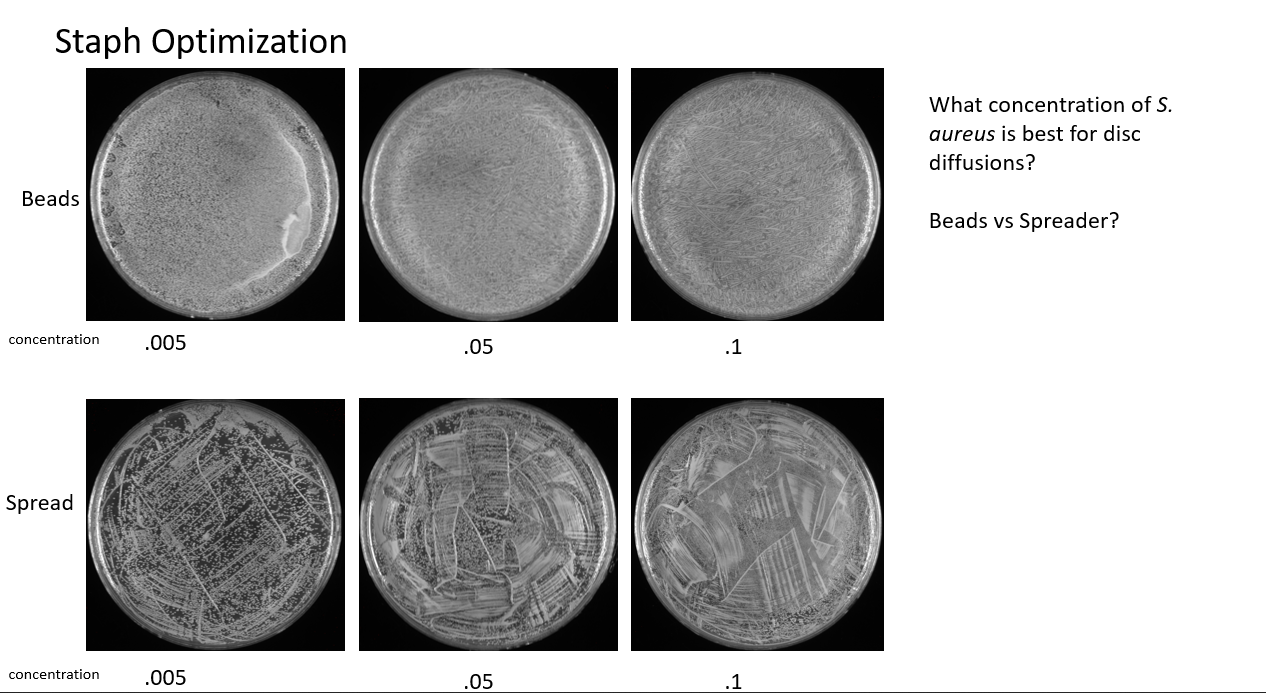 Staph Optimization
What concentration of S.
aureus is best for disc
diffusions?
Beads vs Spreader?
Beads
concentration .005 .05 .1
Spread
concentration .005 .05 .1